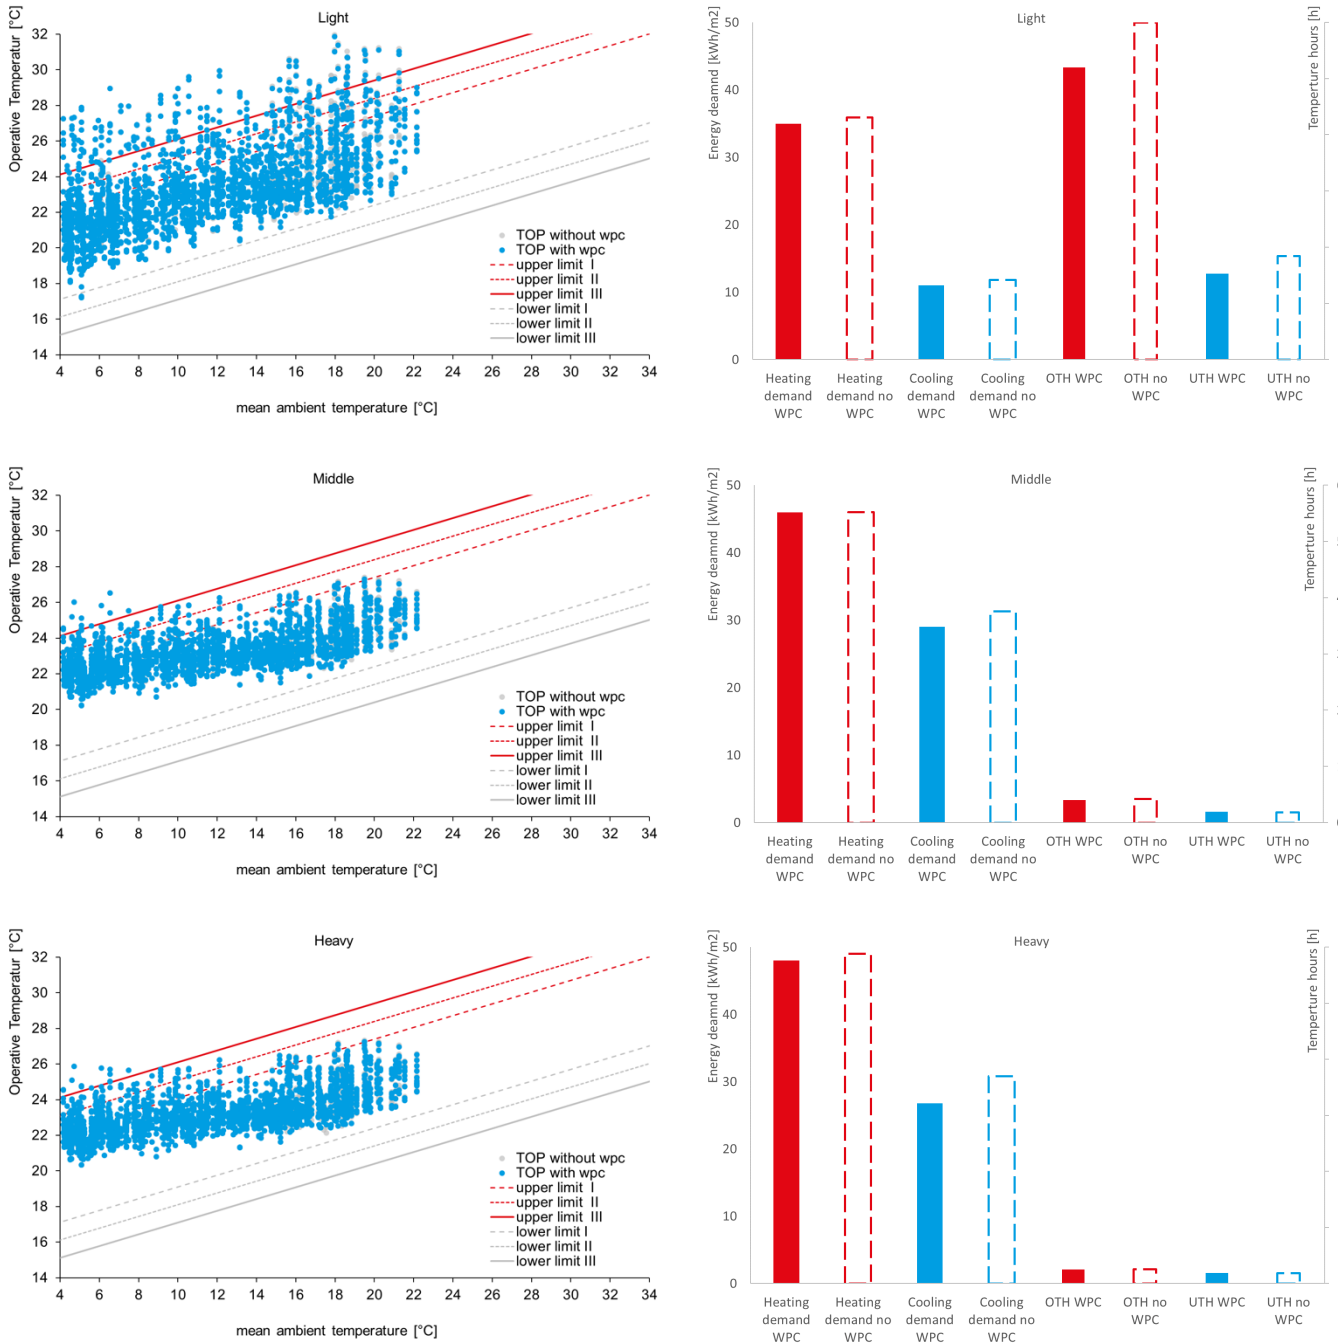 Light
Operative Temperatur [°C]
32
30
28
26
24
22
20
18
16
14
TOP without wpc
TOP with wpc
upper limit I
upper limit II
upper limit III
lower limit I
lower limit II
lower limit III
4 6 8 10 12 14 16 18 20 22 24 26 28 30 32 34
mean ambient temperature [°C]
Light
Energy deamnd [kWh/m2]
50
40
30
20
10
0
Temperture hours [h]
Heating demand WPC
Heating demand no WPC
Cooling demand WPC
Cooling demand no WPC
OTH WPC
OTH no WPC
UTH WPC
UTH no WPC
Middle
Operative Temperatur [°C]
32
30
28
26
24
22
20
18
16
14
TOP without wpc
TOP with wpc
upper limit I
upper limit II
upper limit III
lower limit I
lower limit II
lower limit III
4 6 8 10 12 14 16 18 20 22 24 26 28 30 32 34
mean ambient temperature [°C]
Middle
Energy deamnd [kWh/m2]
50
40
30
20
10
0
Temperture hours [h]
Heating demand WPC
Heating demand no WPC
Cooling demand WPC
Cooling demand no WPC
OTH WPC
OTH no WPC
UTH WPC
UTH no WPC
Heavy
Operative Temperatur [°C]
32
30
28
26
24
22
20
18
16
14
TOP without wpc
TOP with wpc
upper limit I
upper limit II
upper limit III
lower limit I
lower limit II
lower limit III
4 6 8 10 12 14 16 18 20 22 24 26 28 30 32 34
mean ambient temperature [°C]
Heavy
Energy deamnd [kWh/m2]
50
40
30
20
10
0
Temperture hours [h]
Heating demand WPC
Heating demand no WPC
Cooling demand WPC
Cooling demand no WPC
OTH WPC
OTH no WPC
UTH WPC
UTH no WPC